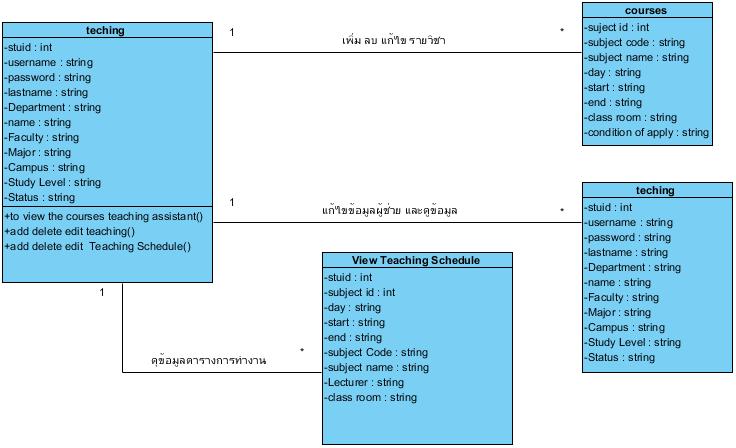 teching
-stuid : int
-username : string
-password : string
-lastname : string
-Department : string
-name : string
-Faculty : string
-Major : string
-Campus : string
-Study Level : string
-Status : string
+to view the courses teaching assistant()
+add delete edit teaching()
+add delete edit  Teaching Schedule()
1
เพิ่ม ลบ แก้ไข รายวิชา
*
courses
-suject id : int
-subject code : string
-subject name : string
-day : string
-start : string
-end : string
-class room : string
-condition of apply : string
1
แก้ไขข้อมูลผู้ช่วย และดูข้อมูล
*
teching
-stuid : int
-username : string
-password : string
-lastname : string
-Department : string
-name : string
-Faculty : string
-Major : string
-Campus : string
-Study Level : string
-Status : string
1
ดูข้อมูลตารางการทำงาน
*
View Teaching Schedule
-stuid : int
-subject id : int
-day : string
-start : string
-end : string
-subject Code : string
-subject name : string
-Lecturer : string
-class room : string